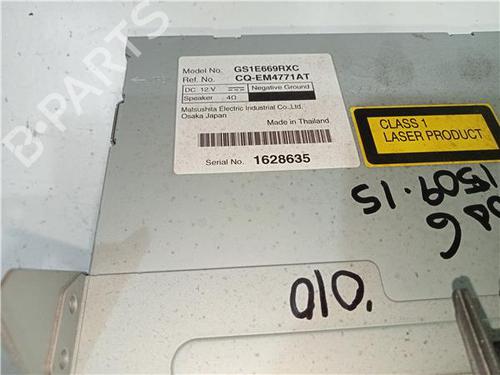 B-PARTS
Model No. GS1E669RXC
Ref. No. CQ-EM4771AT
DC 12 V Negative Ground
Speaker 4Ω
Matsushita Electric Industrial Co., Ltd.
Osaka Japan
Made in Thailand
Serial No. 1628635
CLASS 1
LASER PRODUCT
1509.15
010.